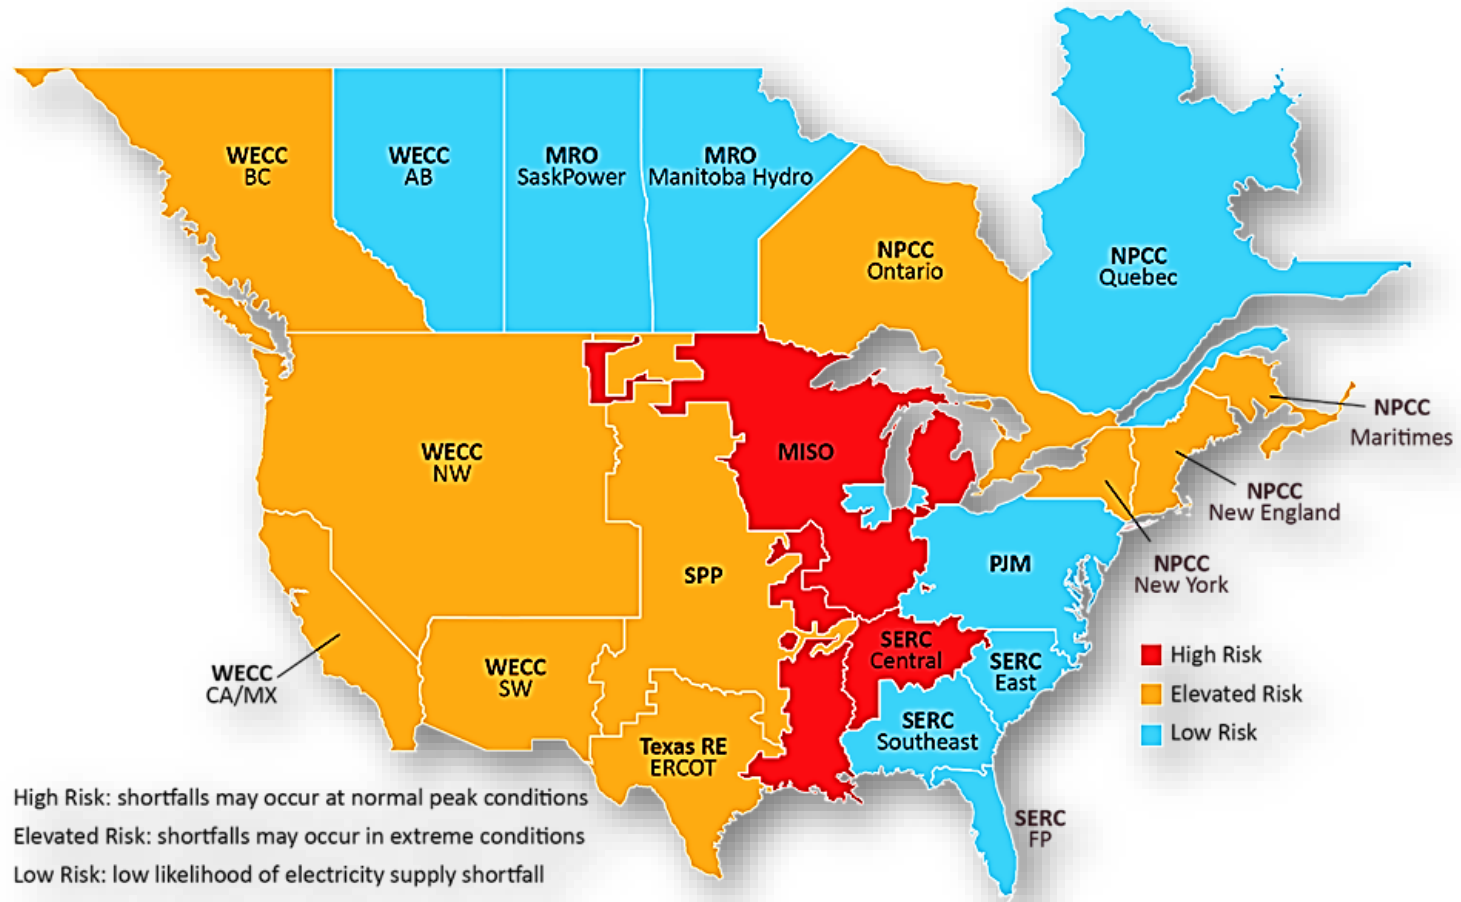 WECC
BC
WECC
AB
MRO
SaskPower
MRO
Manitoba Hydro
NPCC
Ontario
NPCC
Quebec
NPCC
Maritimes
WECC
NW
MISO
NPCC
New England
SPP
PJM
NPCC
New York
WECC
CA/MX
WECC
SW
SERC
Central
SERC
East
SERC
Southeast
Texas RE
ERCOT
SERC
FP
High Risk
Elevated Risk
Low Risk
High Risk: shortfalls may occur at normal peak conditions
Elevated Risk: shortfalls may occur in extreme conditions
Low Risk: low likelihood of electricity supply shortfall